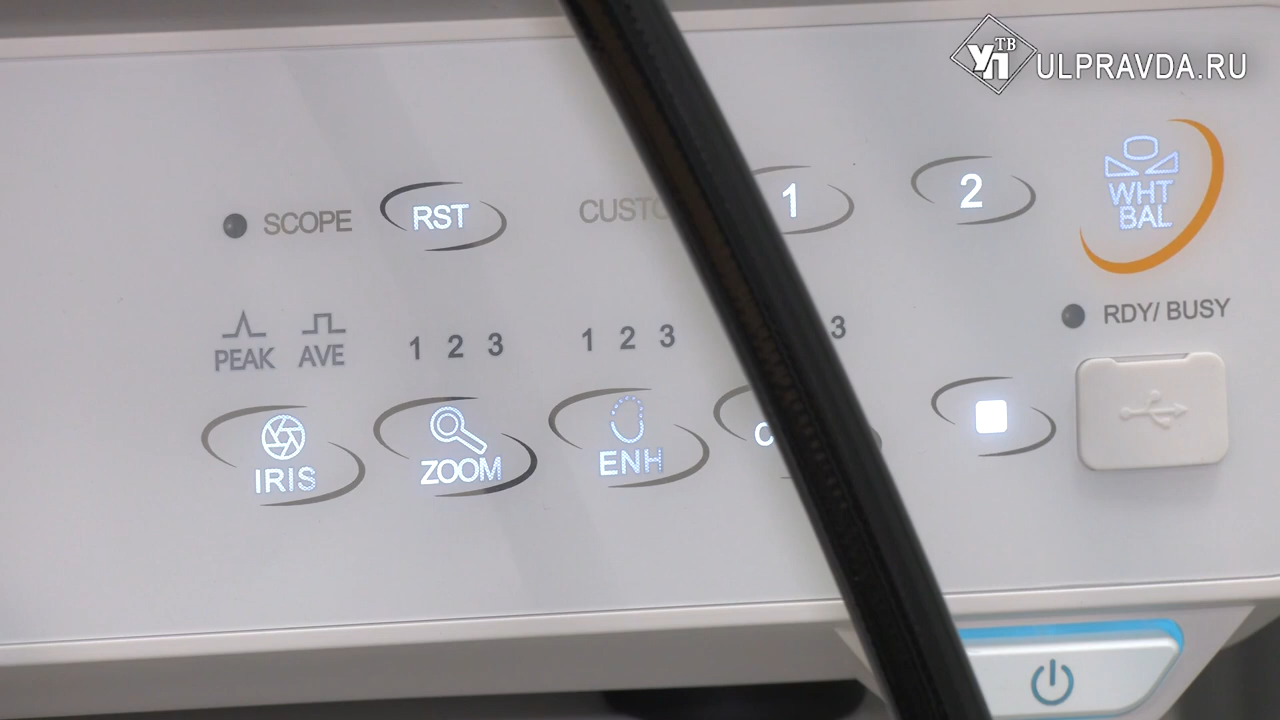 УП ТВ
ULPRAVDA.RU
SCOPE
RST
1
2
WHT
BAL
RDY/ BUSY
PEAK
AVE
1 2 3
1 2 3
3
IRIS
ZOOM
ENH